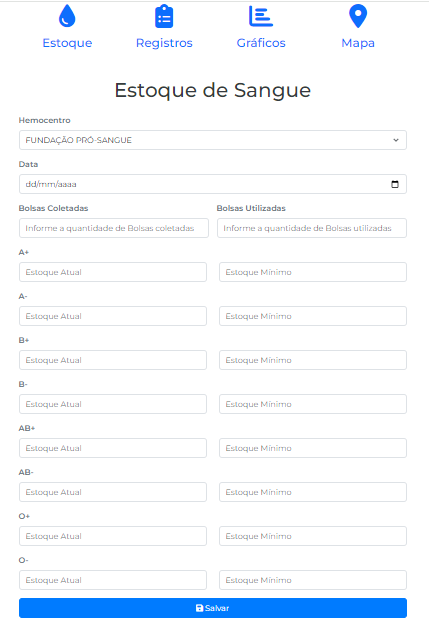 Estoque Registros Gráficos Mapa
Estoque de Sangue
Hemocentro
FUNDAÇÃO PRÓ-SANGUE
Data
dd/mm/aaaa
Bolsas Coletadas Bolsas Utilizadas
Informe a quantidade de Bolsas coletadas Informe a quantidade de Bolsas utilizadas
A+
Estoque Atual Estoque Mínimo
A-
Estoque Atual Estoque Mínimo
B+
Estoque Atual Estoque Mínimo
B-
Estoque Atual Estoque Mínimo
AB+
Estoque Atual Estoque Mínimo
AB-
Estoque Atual Estoque Mínimo
O+
Estoque Atual Estoque Mínimo
O-
Estoque Atual Estoque Mínimo
Salvar